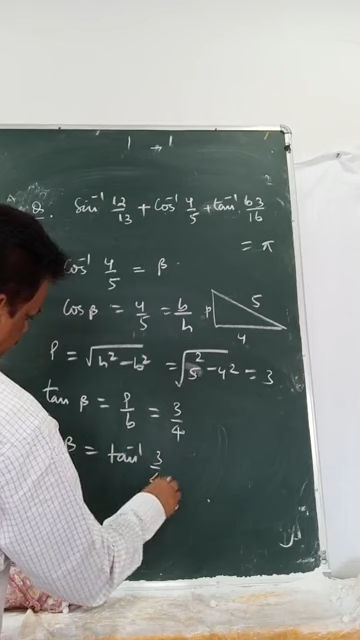 1 → 1
2
Q. Sin⁻¹ 12/13 + Cos⁻¹ 4/5 + tan⁻¹ 63/16
= π
Cos⁻¹ 4/5 = β
Cos β = 4/5 = b/h
P 5 4
P = √h² - b² = √5² - 4² = 3
tan β = P/b = 3/4
β = tan⁻¹ 3/